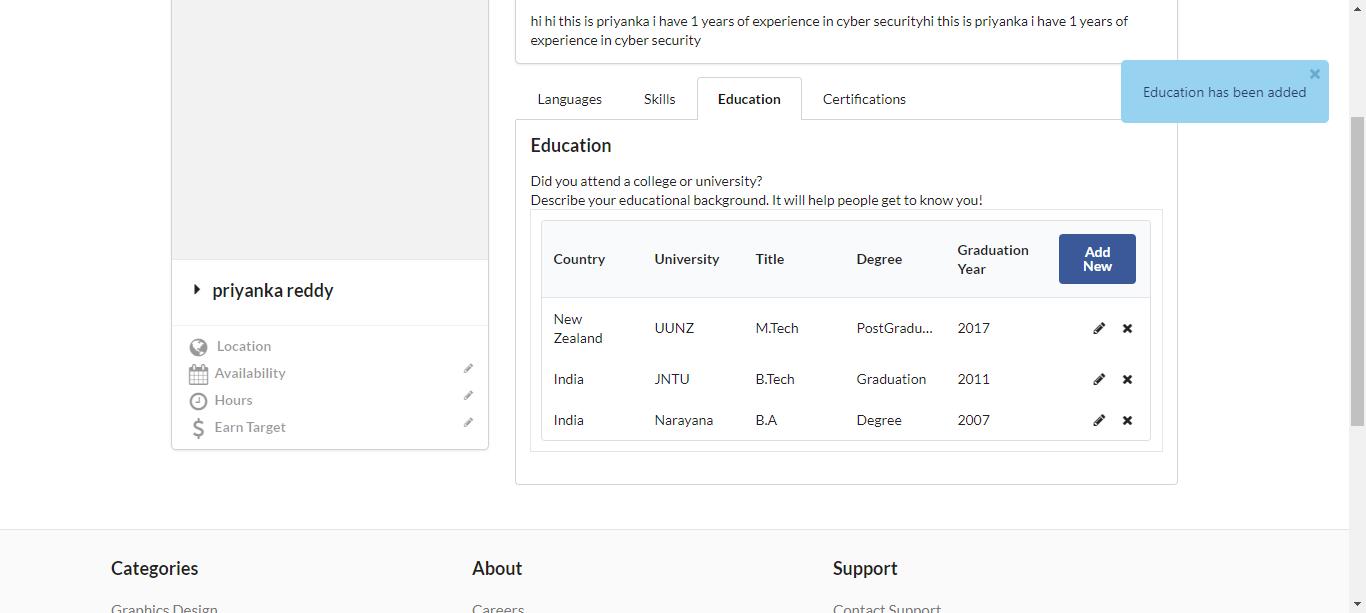 hi hi this is priyanka i have 1 years of experience in cyber securityhi this is priyanka i have 1 years of
experience in cyber security
Education has been added
Languages Skills Education Certifications
Education
Did you attend a college or university?
Describe your educational background. It will help people get to know you!
Country University Title Degree Graduation Year Add New
New Zealand UUNZ M.Tech PostGradu... 2017
India JNTU B.Tech Graduation 2011
India Narayana B.A Degree 2007
priyanka reddy
Location
Availability
Hours
Earn Target
Categories About Support
Graphics Design Careers Contact Support